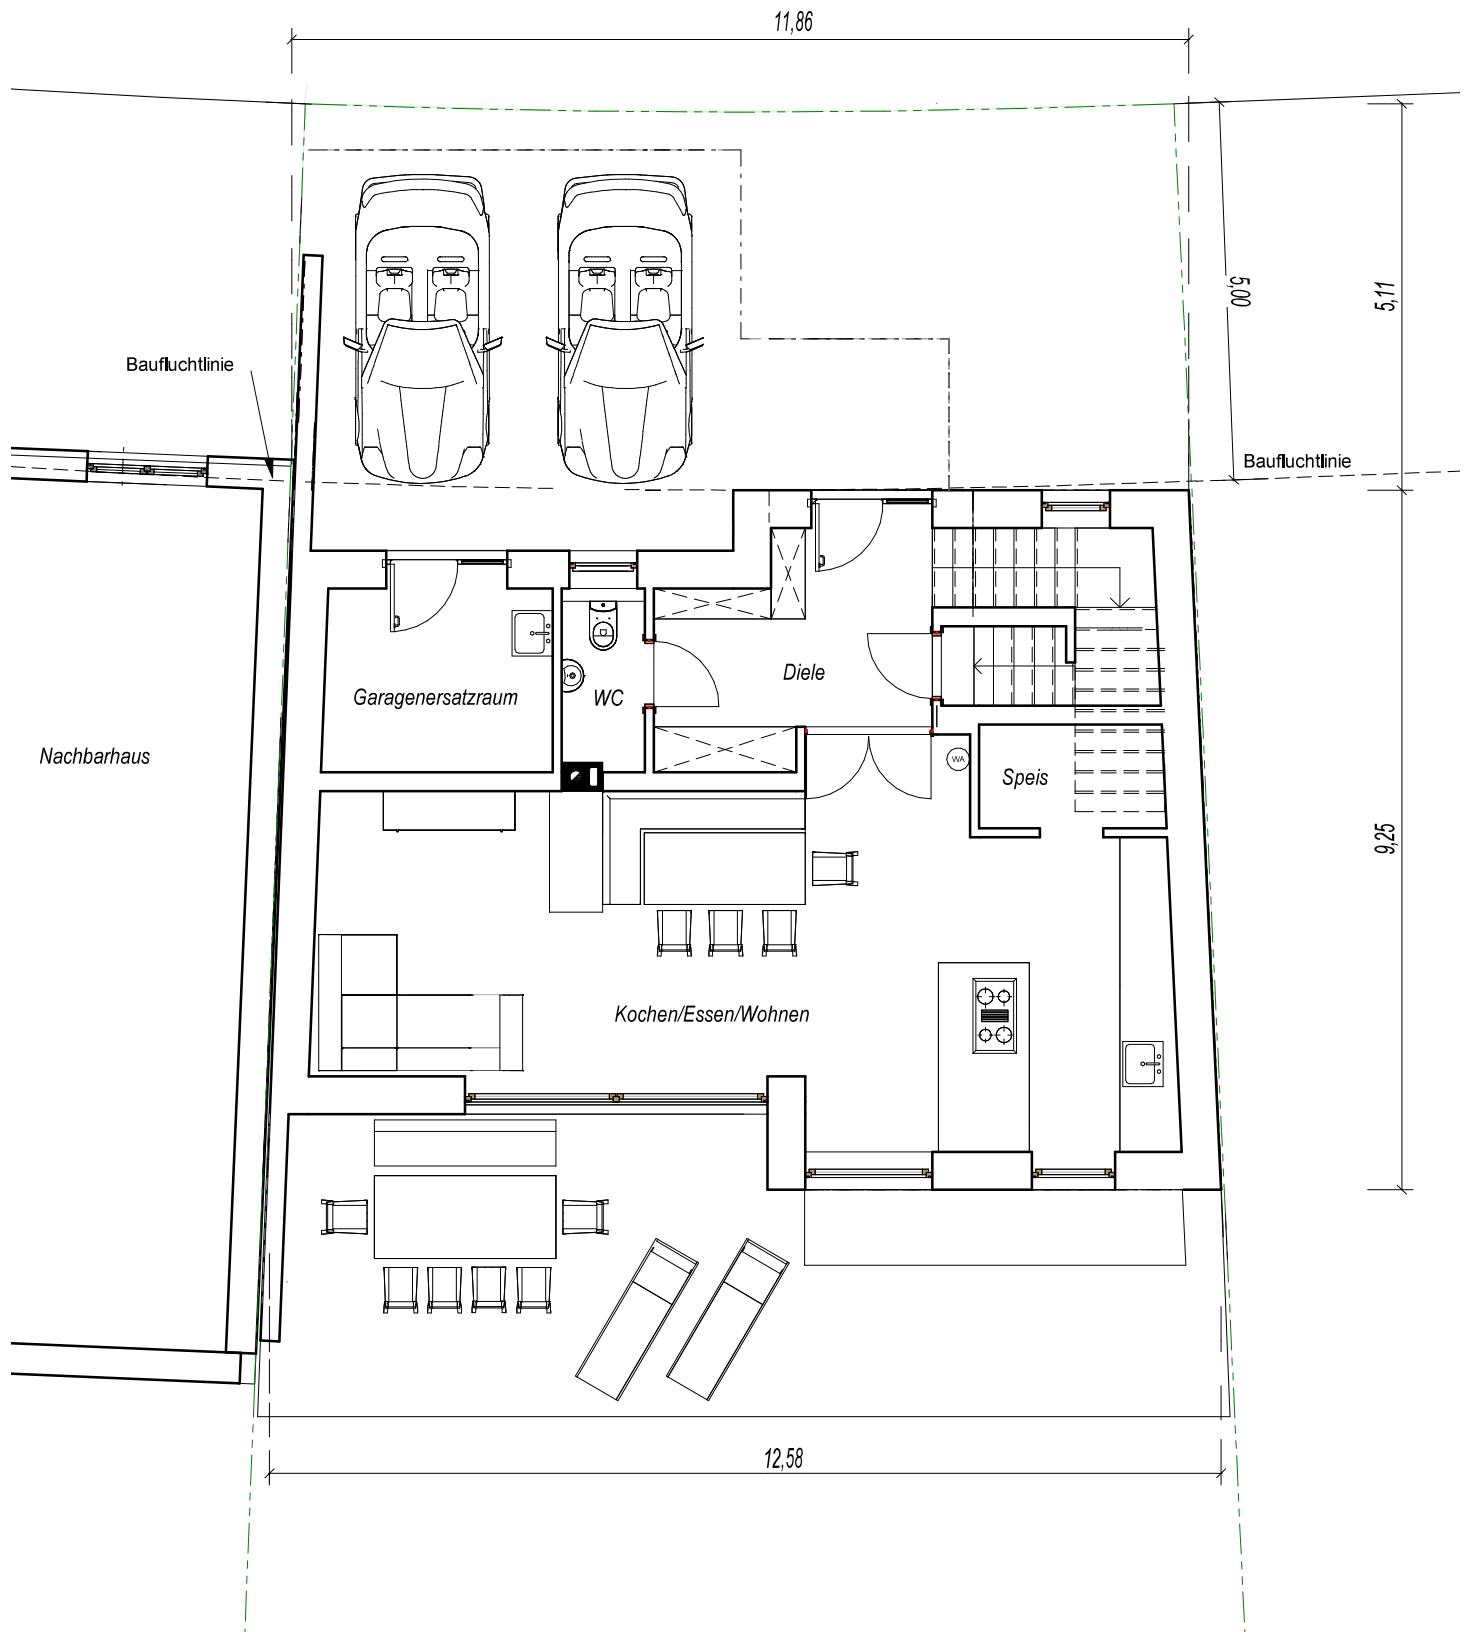 11,86
5,00
5,11
Baufluchtlinie
Baufluchtlinie
Diele
Garagenersatzraum
WC
Nachbarhaus
WA
Speis
9,25
Kochen/Essen/Wohnen
12,58